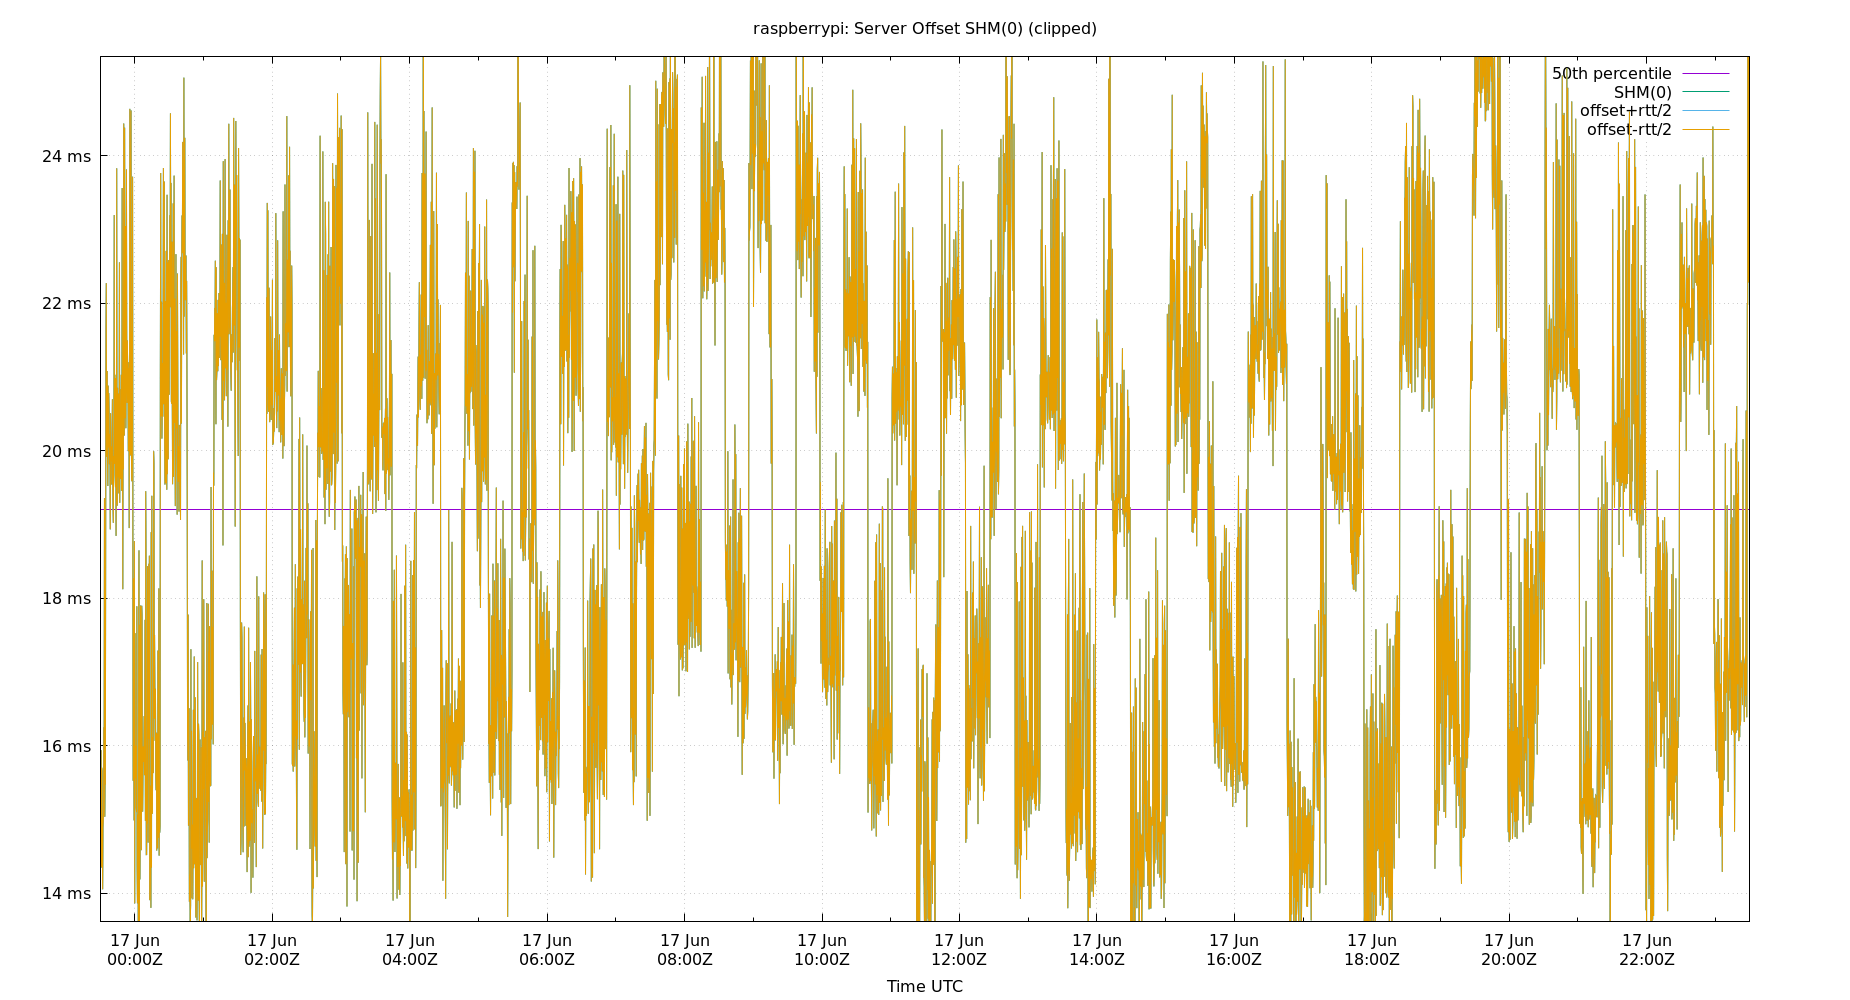 raspberrypi: Server Offset SHM(0) (clipped)
50th percentile
SHM(0)
offset+rtt/2
offset-rtt/2
24 ms
22 ms
20 ms
18 ms
16 ms
14 ms
17 Jun 17 Jun 17 Jun 17 Jun 17 Jun 17 Jun 17 Jun 17 Jun 17 Jun 17 Jun 17 Jun 17 Jun
00:00Z 02:00Z 04:00Z 06:00Z 08:00Z 10:00Z 12:00Z 14:00Z 16:00Z 18:00Z 20:00Z 22:00Z
Time UTC